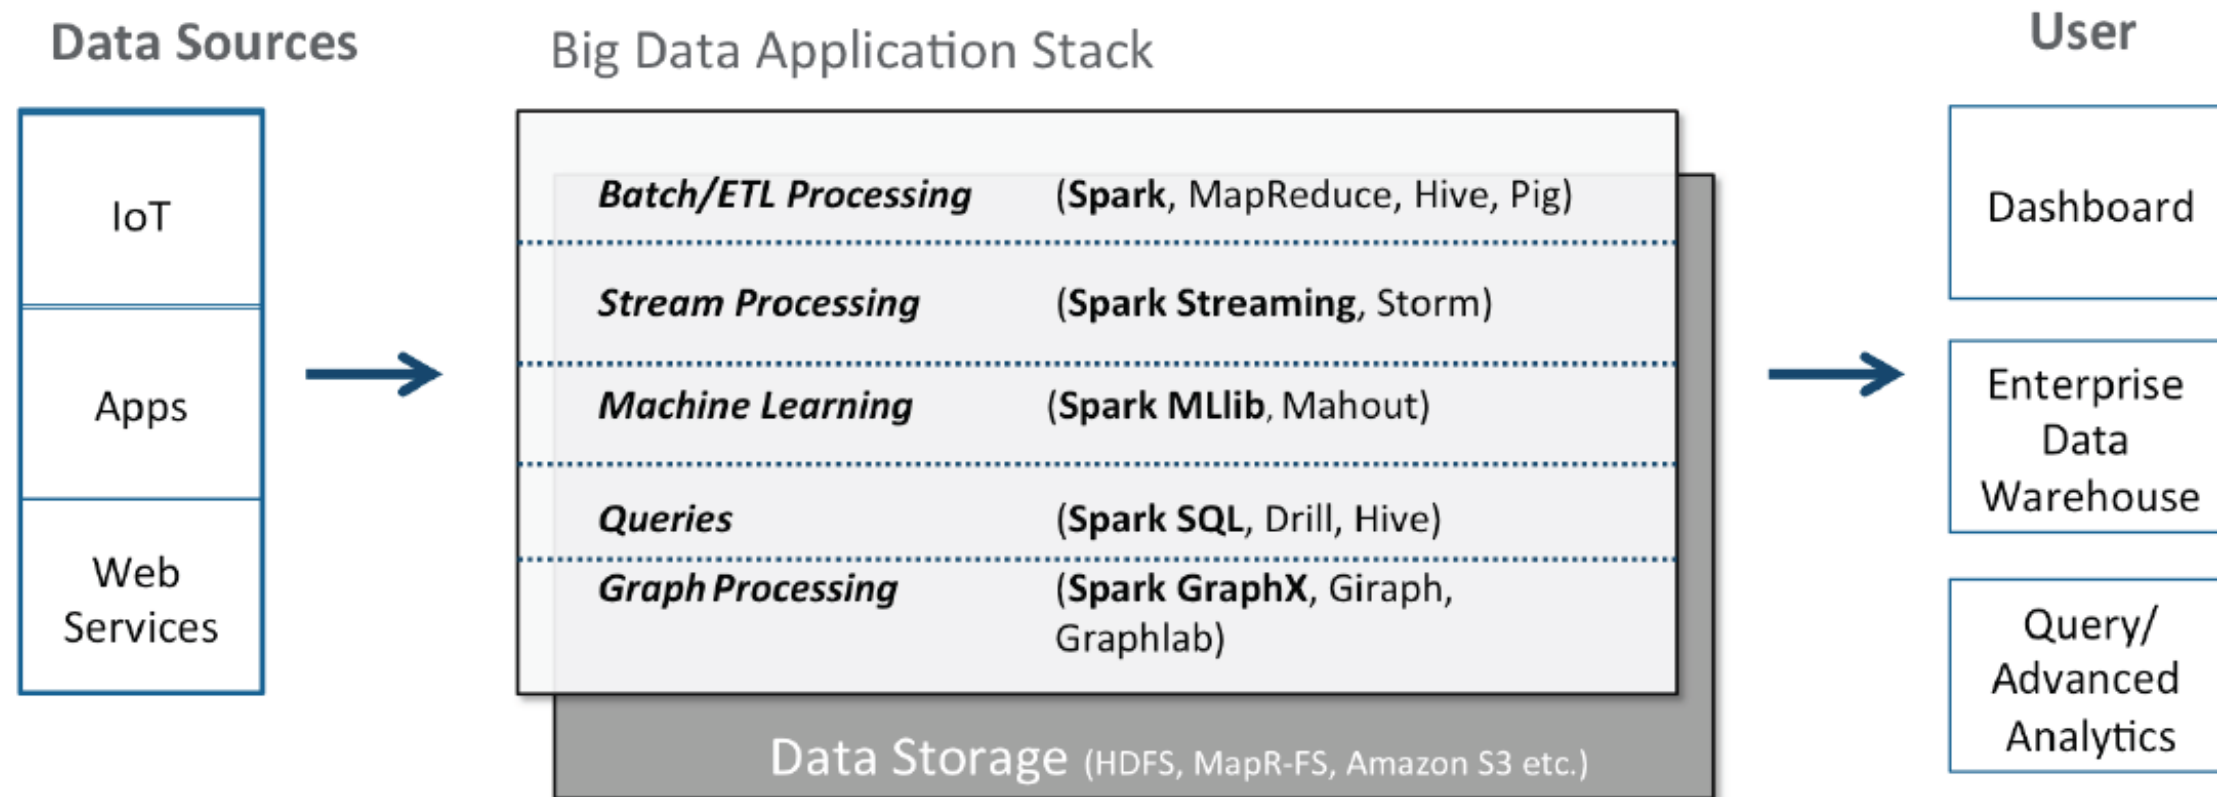 Data Sources
Big Data Application Stack
User
IoT
Apps
Web
Services
Batch/ETL Processing (Spark, MapReduce, Hive, Pig)
Stream Processing (Spark Streaming, Storm)
Machine Learning (Spark MLlib, Mahout)
Queries (Spark SQL, Drill, Hive)
Graph Processing (Spark GraphX, Giraph,
Graphlab)
Data Storage (HDFS, MapR-FS, Amazon S3 etc.)
Dashboard
Enterprise
Data
Warehouse
Query/
Advanced
Analytics